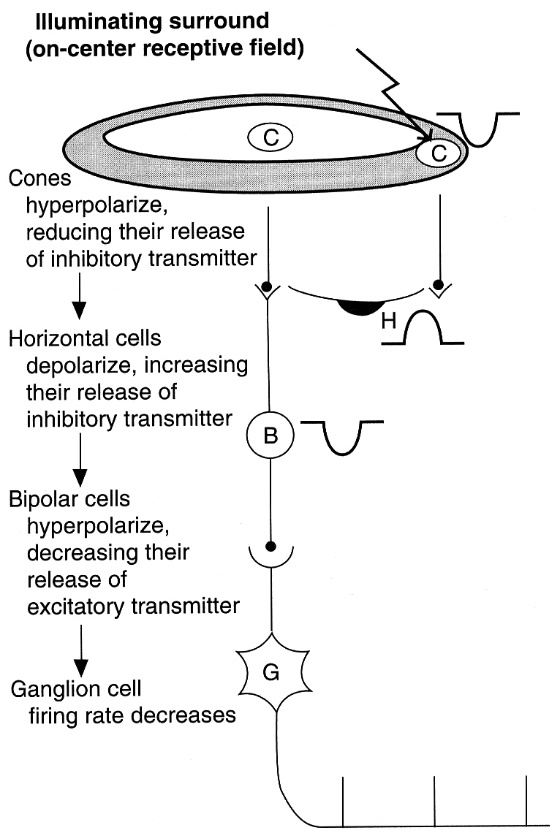 Illuminating surround
(on-center receptive field)
C
C
Cones
hyperpolarize,
reducing their release
of inhibitory transmitter
H
Horizontal cells
depolarize, increasing
their release of
inhibitory transmitter
B
Bipolar cells
hyperpolarize,
decreasing their
release of
excitatory transmitter
G
Ganglion cell
firing rate decreases